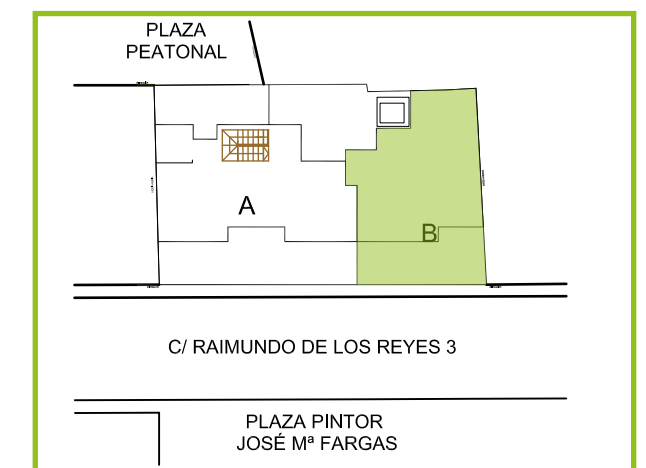 PLAZA
PEATONAL
A
B
C/ RAIMUNDO DE LOS REYES 3
PLAZA PINTOR
JOSÉ Mª FARGAS